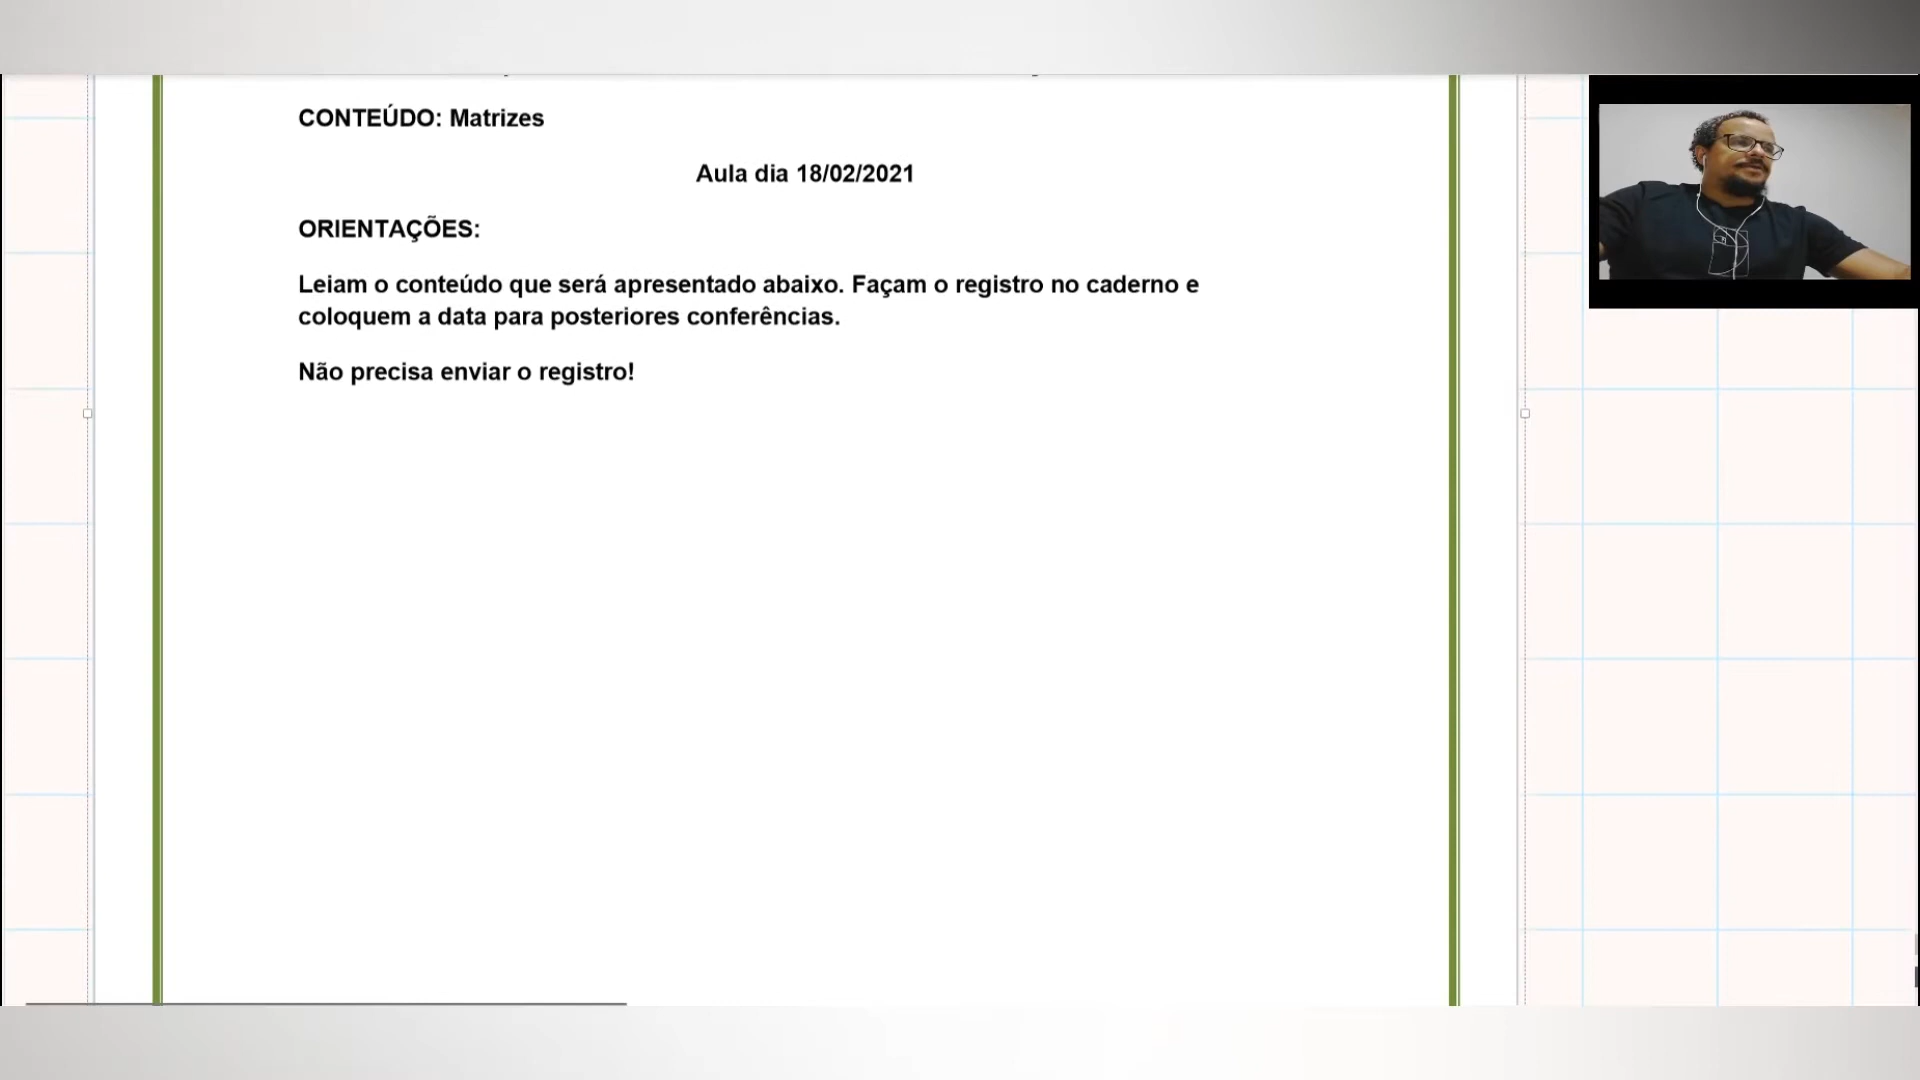 CONTEÚDO: Matrizes
Aula dia 18/02/2021
ORIENTAÇÕES:
Leiam o conteúdo que será apresentado abaixo. Façam o registro no caderno e
coloquem a data para posteriores conferências.
Não precisa enviar o registro!